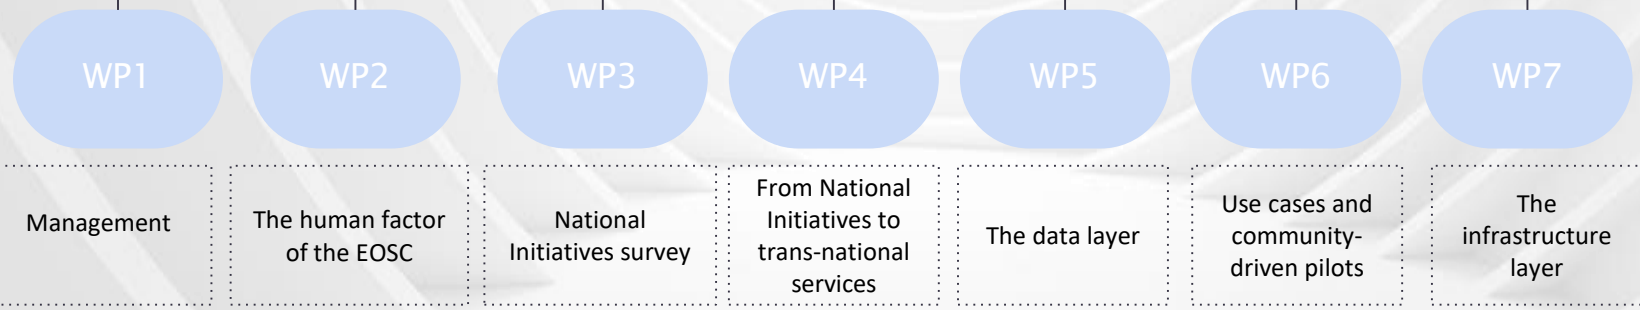 WP1
WP2
WP3
WP4
WP5
WP6
WP7
Management
The human factor
of the EOSC
National
Initiatives survey
From National
Initiatives to
trans-national
services
The data layer
Use cases and
community-
driven pilots
The
infrastructure
layer